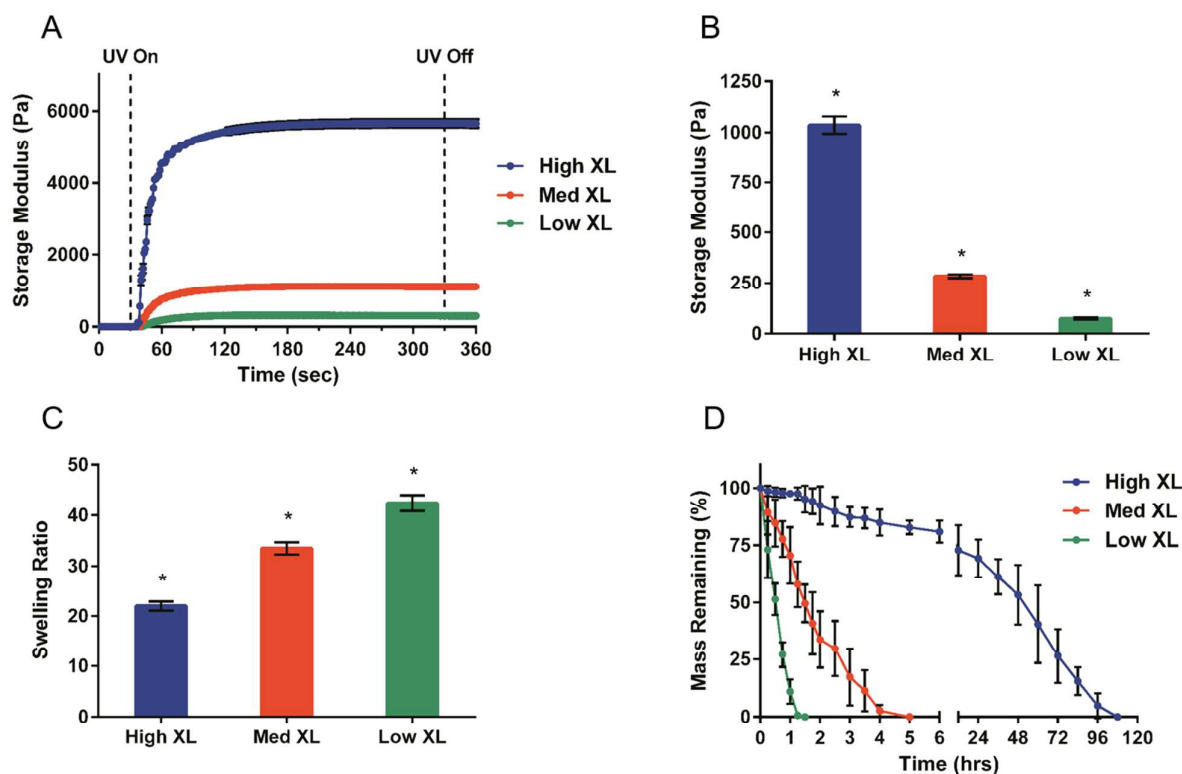 A
UV On
UV Off
6000
4000
2000
0
Storage Modulus (Pa)
0 60 120 180 240 300 360
Time (sec)
High XL
Med XL
Low XL
B
1250
1000
750
500
250
0
Storage Modulus (Pa)
* * *
High XL Med XL Low XL
C
50
40
30
20
10
0
Swelling Ratio
* * *
High XL Med XL Low XL
D
100
75
50
25
0
Mass Remaining (%)
0 1 2 3 4 5 6 24 48 72 96 120
Time (hrs)
High XL
Med XL
Low XL